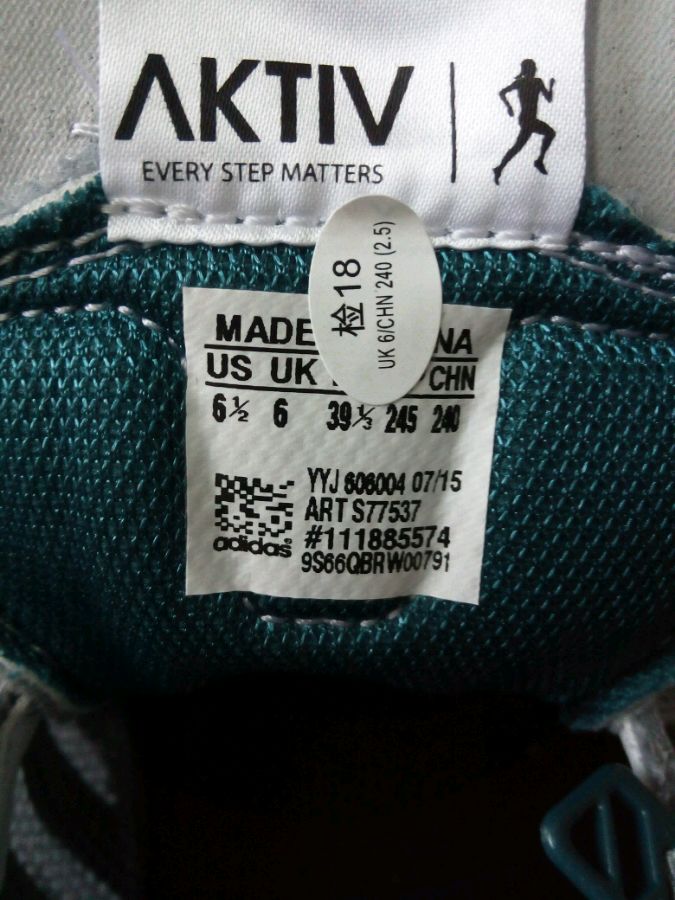 ΛKTIV
EVERY STEP MATTERS
检18
UK 6/CHN 240 (2.5)
MADE NA
US UK CHN
6½ 6 39⅓ 245 240
YYJ 606004 07/15
ART S77537
#111885574
adidas
9S66QBRW00791